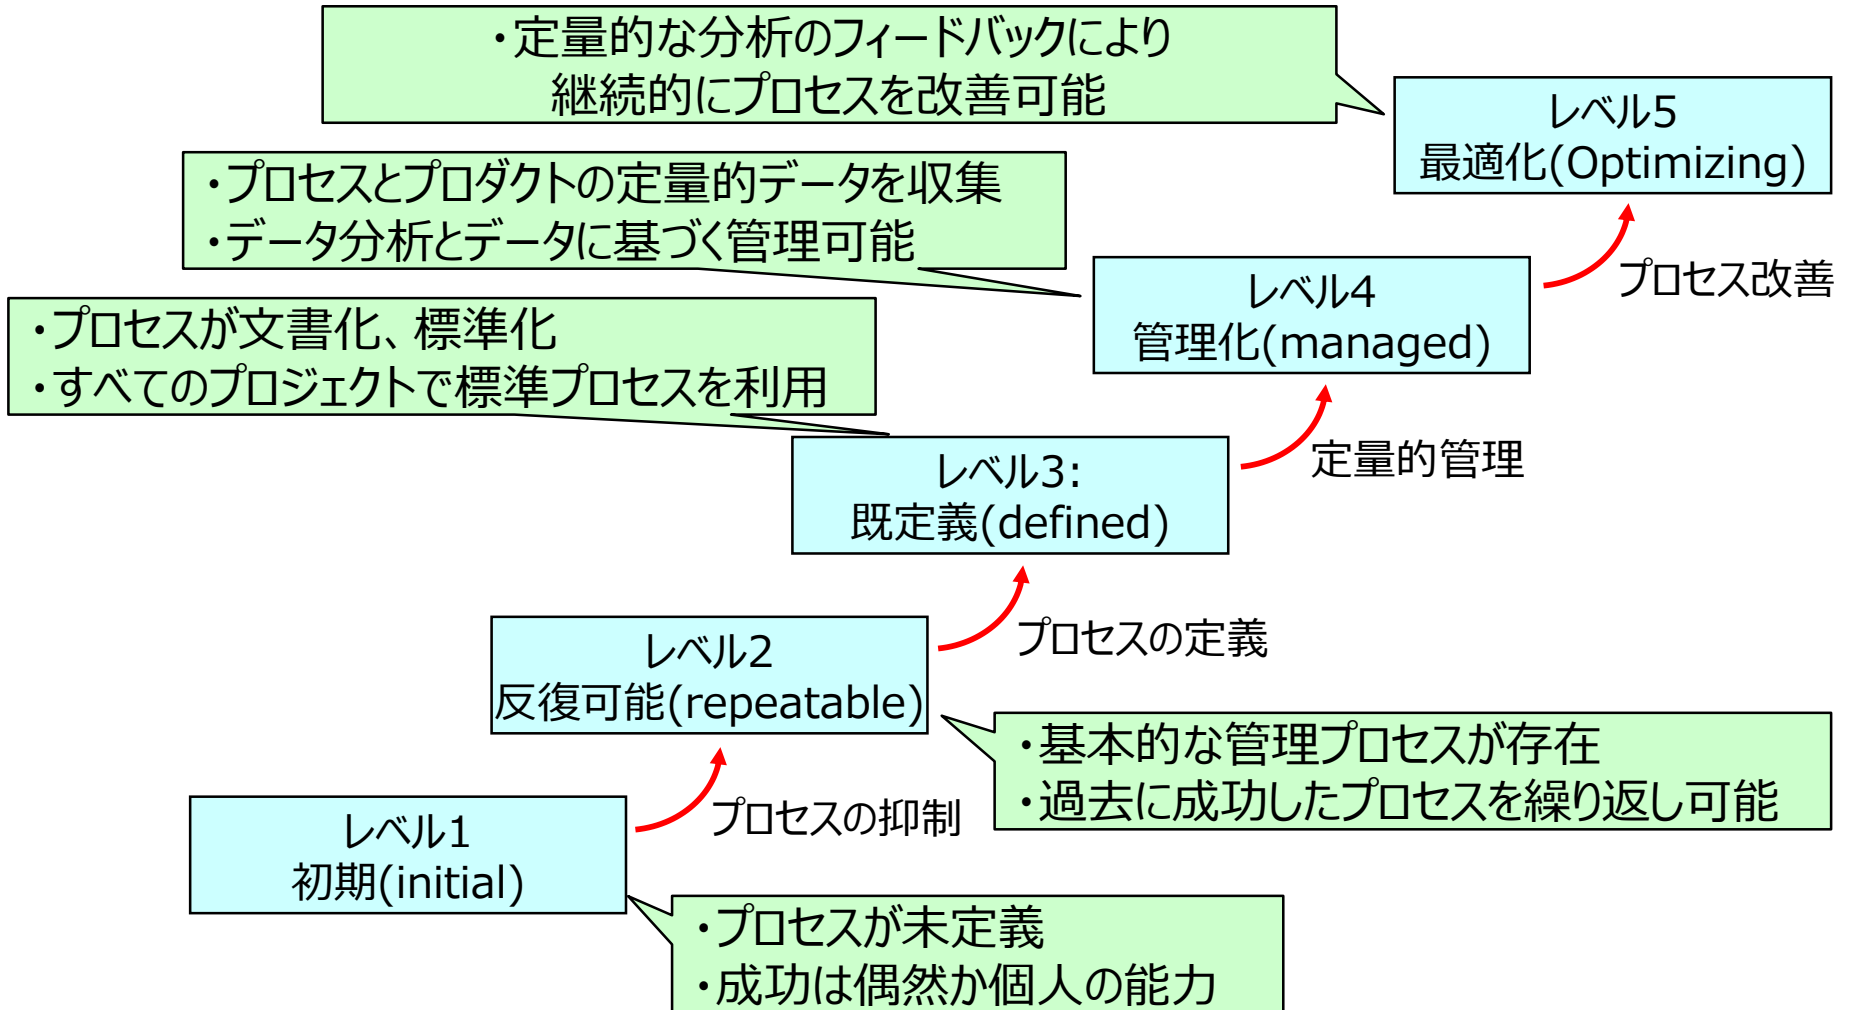 ・定量的な分析のフィードバックにより
継続的にプロセスを改善可能
レベル5
最適化(Optimizing)
・プロセスとプロダクトの定量的データを収集
・データ分析とデータに基づく管理可能
プロセス改善
レベル4
管理化(managed)
・プロセスが文書化、標準化
・すべてのプロジェクトで標準プロセスを利用
定量的管理
レベル3:
既定義(defined)
プロセスの定義
レベル2
反復可能(repeatable)
・基本的な管理プロセスが存在
・過去に成功したプロセスを繰り返し可能
プロセスの抑制
レベル1
初期(initial)
・プロセスが未定義
・成功は偶然か個人の能力